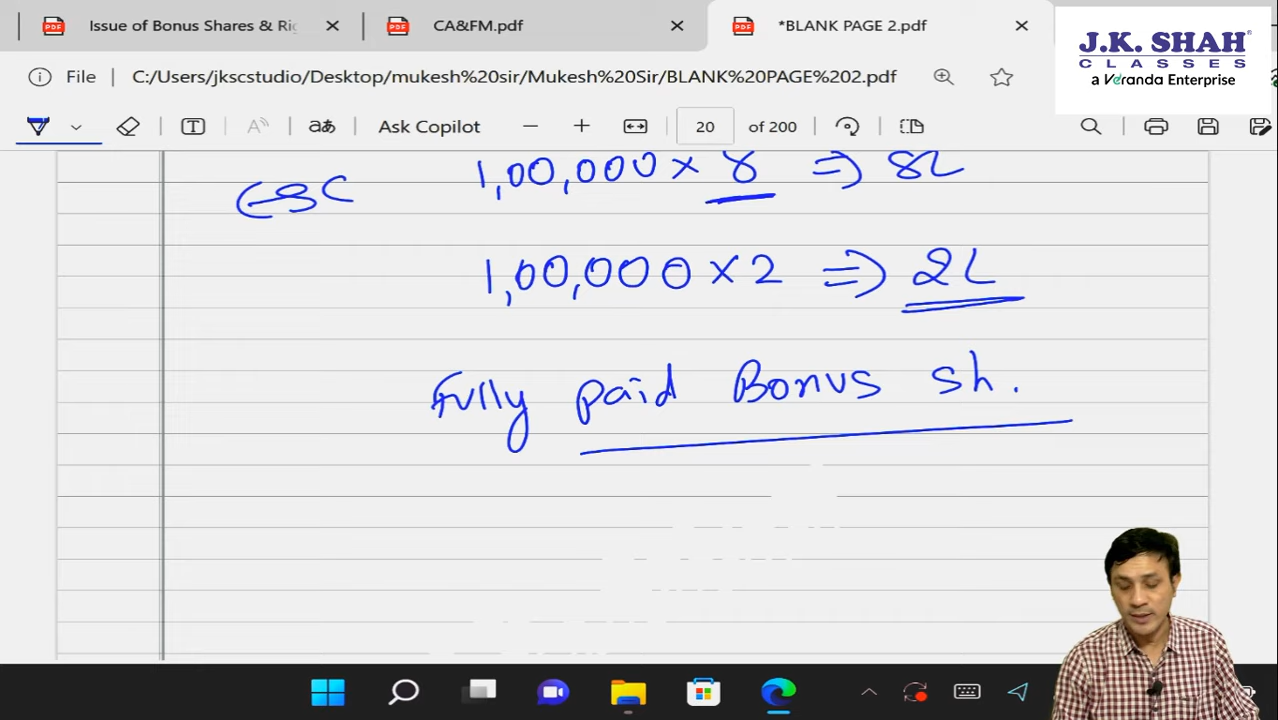 Issue of Bonus Shares & Rig
CA&FM.pdf
*BLANK PAGE 2.pdf
J.K. SHAH®
CLASSES
a Veranda Enterprise
File
C:/Users/jkscstudio/Desktop/mukesh%20sir/Mukesh%20Sir/BLANK%20PAGE%202.pdf
Ask Copilot
20 of 200
ESC 1,00,000 × 8 ⇒ 8L
1,00,000 × 2 ⇒ 2L
Fully paid Bonus sh.